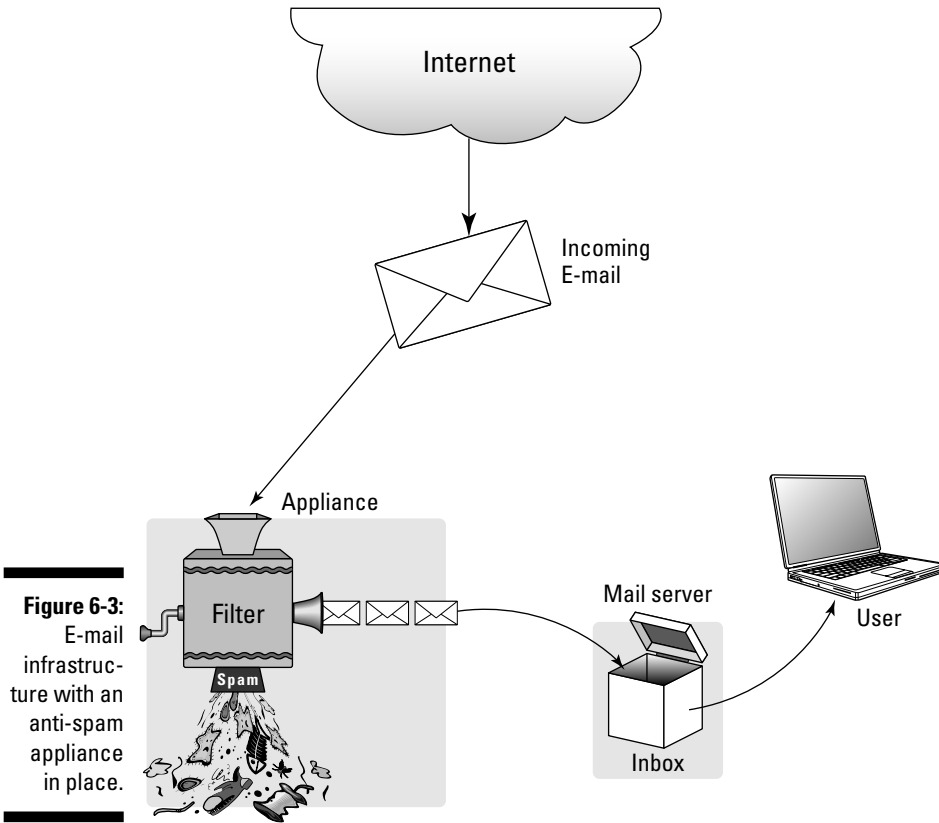 Internet
Incoming
E-mail
Appliance
Filter
Spam
Mail server
Inbox
User
Figure 6-3:
E-mail
infrastruc-
ture with an
anti-spam
appliance
in place.